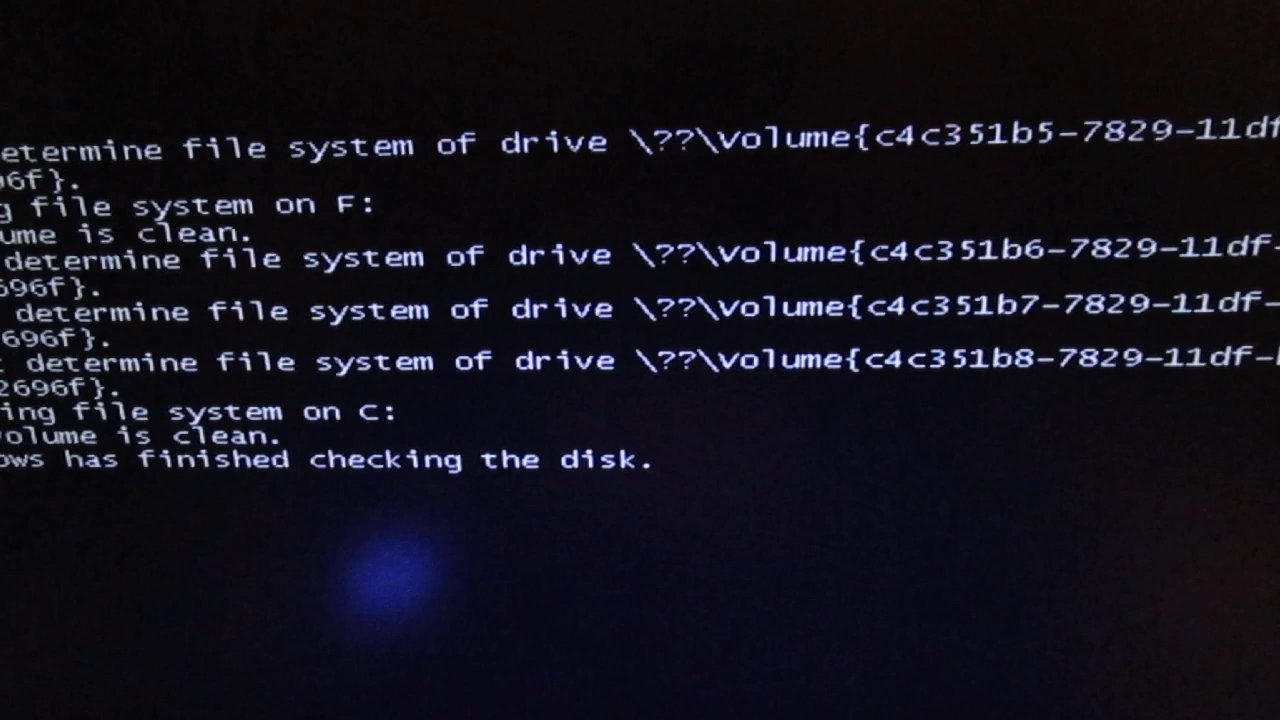 etermine file system of drive \??\Volume{c4c351b5-7829-11df
96f}.
g file system on F:
ume is clean.
determine file system of drive \??\Volume{c4c351b6-7829-11df-
696f}.
determine file system of drive \??\Volume{c4c351b7-7829-11df-
696f}.
t determine file system of drive \??\Volume{c4c351b8-7829-11df-
2696f}.
ing file system on C:
volume is clean.
ows has finished checking the disk.